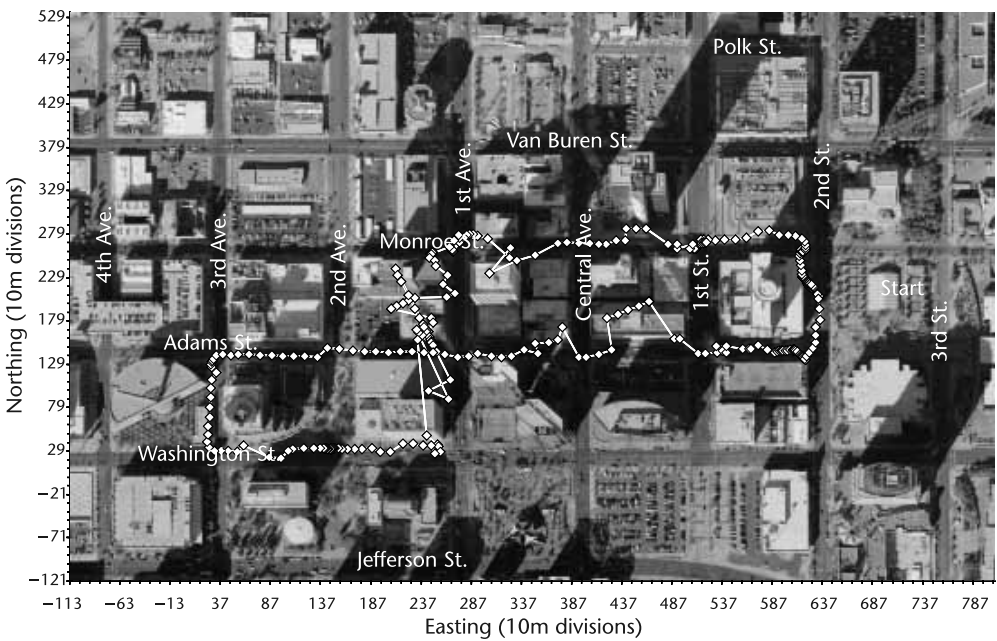 529
479
429
379
329
279
229
179
129
79
29
−21
−71
−121
Northing (10m divisions)
Polk St.
Van Buren St.
4th Ave.
3rd Ave.
2nd Ave.
1st Ave.
Central Ave.
1st St.
2nd St.
3rd St.
Monroe St.
Start
Adams St.
Washington St.
Jefferson St.
−113 −63 −13 37 87 137 187 237 287 337 387 437 487 537 587 637 687 737 787
Easting (10m divisions)